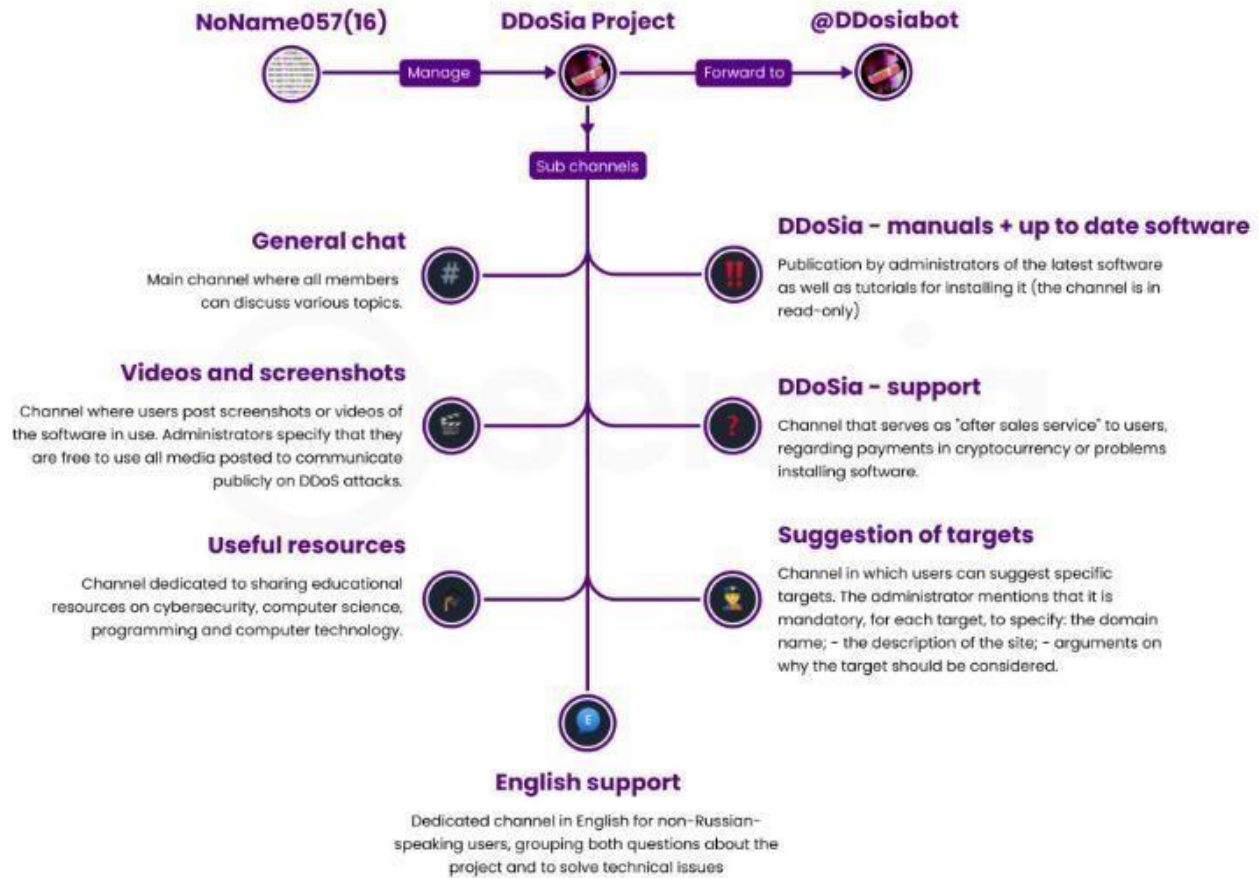 NoName057(16)
DDoSia Project
@DDosiabot
Manage
Forward to
Sub channels
General chat
Main channel where all members
can discuss various topics.
#
DDoSia - manuals + up to date software
Publication by administrators of the latest software
as well as tutorials for installing it (the channel is in
read-only)
!!
Videos and screenshots
Channel where users post screenshots or videos of
the software in use. Administrators specify that they
are free to use all media posted to communicate
publicly on DDoS attacks.
DDoSia - support
Channel that serves as "after sales service" to users,
regarding payments in cryptocurrency or problems
installing software.
?
Useful resources
Channel dedicated to sharing educational
resources on cybersecurity, computer science,
programming and computer technology.
Suggestion of targets
Channel in which users can suggest specific
targets. The administrator mentions that it is
mandatory, for each target, to specify: the domain
name; - the description of the site; - arguments on
why the target should be considered.
E
English support
Dedicated channel in English for non-Russian-
speaking users, grouping both questions about the
project and to solve technical issues